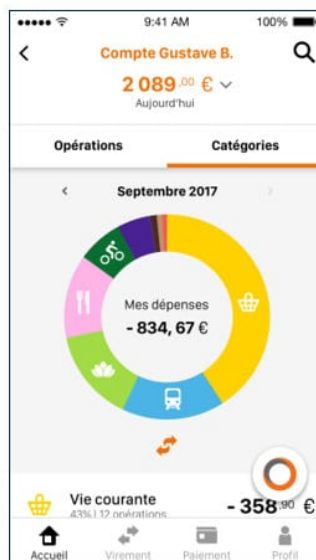 9:41 AM 100%
Compte Gustave B.
2 089,00 €
Aujourd'hui
Opérations Catégories
Septembre 2017
Mes dépenses
- 834, 67 €
Vie courante - 358,90 €
43% | 12 opérations
Accueil Virement Paiement Profil